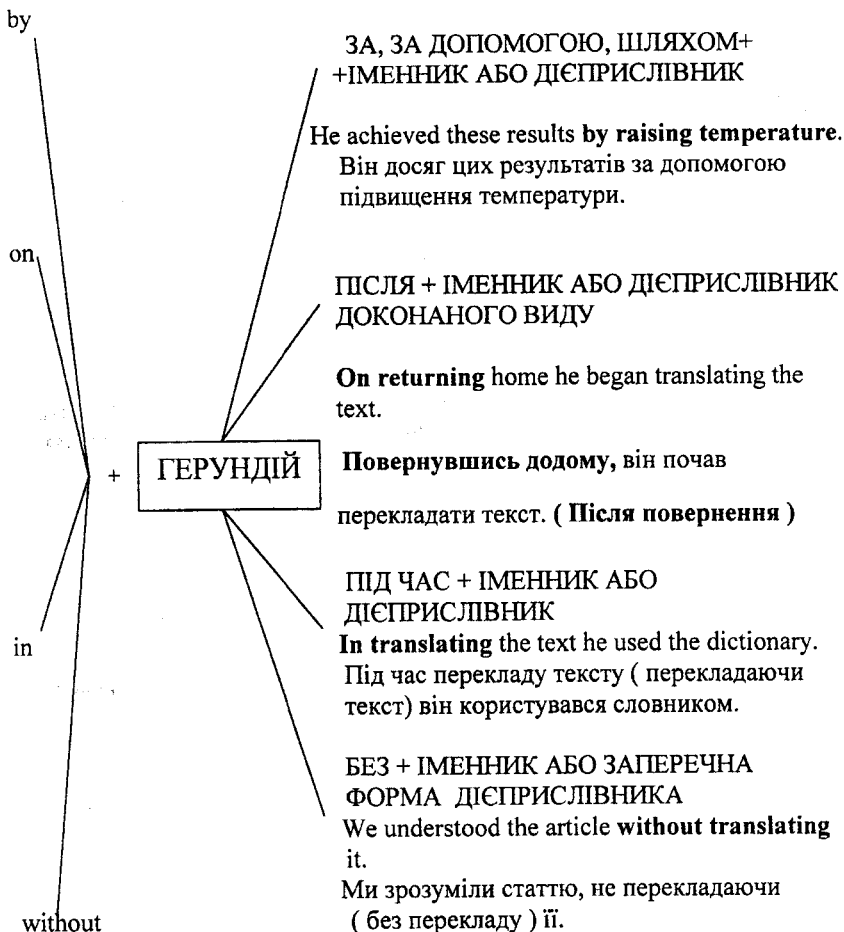 by
ЗА, ЗА ДОПОМОГОЮ, ШЛЯХОМ+
+ІМЕННИК АБО ДІЄПРИСЛІВНИК
He achieved these results by raising temperature.
Він досяг цих результатів за допомогою
підвищення температури.
on
ПІСЛЯ + ІМЕННИК АБО ДІЄПРИСЛІВНИК
ДОКОНАНОГО ВИДУ
On returning home he began translating the
text.
+ ГЕРУНДІЙ
Повернувшись додому, він почав
перекладати текст. ( Після повернення )
ПІД ЧАС + ІМЕННИК АБО
ДІЄПРИСЛІВНИК
in
In translating the text he used the dictionary.
Під час перекладу тексту ( перекладаючи
текст) він користувався словником.
БЕЗ + ІМЕННИК АБО ЗАПЕРЕЧНА
ФОРМА ДІЄПРИСЛІВНИКА
We understood the article without translating
it.
Ми зрозуміли статтю, не перекладаючи
( без перекладу ) її.
without